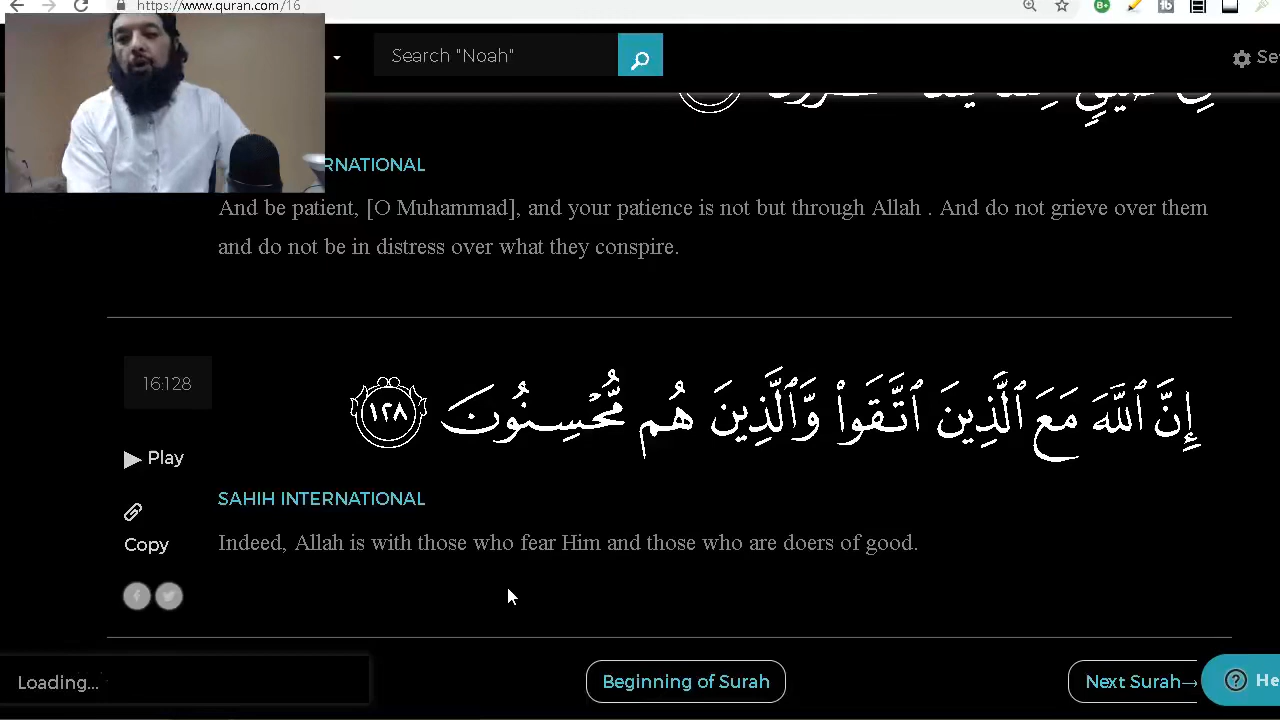 https://www.quran.com/16
Search "Noah"
RNATIONAL
And be patient, [O Muhammad], and your patience is not but through Allah . And do not grieve over them
and do not be in distress over what they conspire.
16:128
إِنَّ ٱللَّهَ مَعَ ٱلَّذِينَ ٱتَّقَوا۟ وَّٱلَّذِينَ هُم مُّحْسِنُونَ ١٢٨
Play
SAHIH INTERNATIONAL
Copy
Indeed, Allah is with those who fear Him and those who are doers of good.
Loading...
Beginning of Surah
Next Surah→